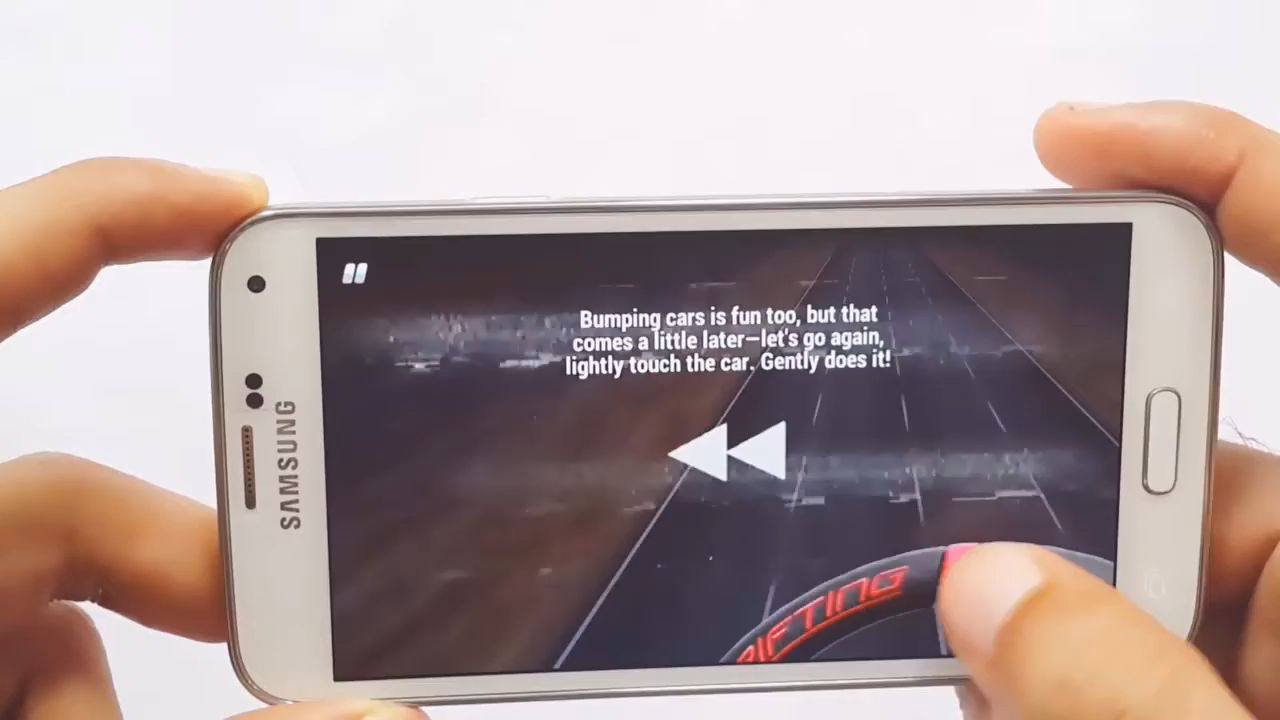 Bumping cars is fun too, but that
comes a little later—let's go again,
lightly touch the car. Gently does it!
SAMSUNG
RIFTING